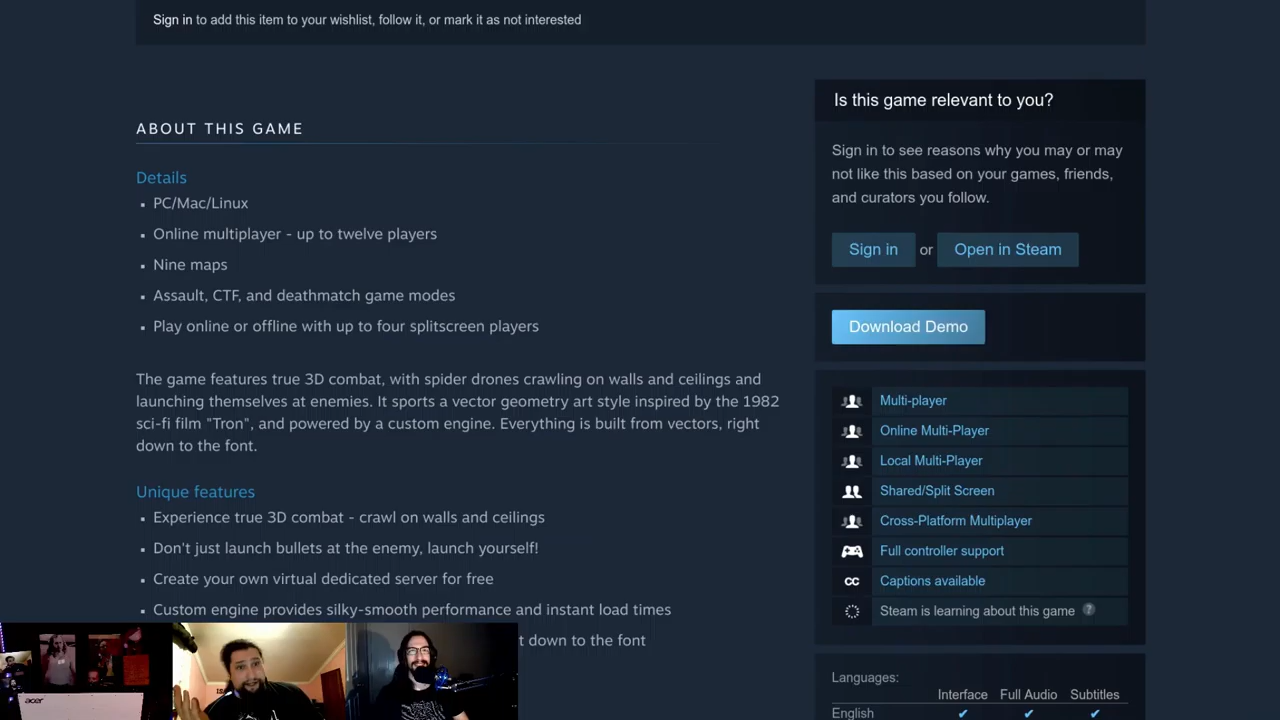 Sign in to add this item to your wishlist, follow it, or mark it as not interested
ABOUT THIS GAME
Details
PC/Mac/Linux
Online multiplayer - up to twelve players
Nine maps
Assault, CTF, and deathmatch game modes
Play online or offline with up to four splitscreen players
The game features true 3D combat, with spider drones crawling on walls and ceilings and
launching themselves at enemies. It sports a vector geometry art style inspired by the 1982
sci-fi film "Tron", and powered by a custom engine. Everything is built from vectors, right
down to the font.
Unique features
Experience true 3D combat - crawl on walls and ceilings
Don't just launch bullets at the enemy, launch yourself!
Create your own virtual dedicated server for free
Custom engine provides silky-smooth performance and instant load times
t down to the font
acer
Is this game relevant to you?
Sign in to see reasons why you may or may
not like this based on your games, friends,
and curators you follow.
Sign in or Open in Steam
Download Demo
Multi-player
Online Multi-Player
Local Multi-Player
Shared/Split Screen
Cross-Platform Multiplayer
Full controller support
CC Captions available
Steam is learning about this game ?
Languages:
Interface Full Audio Subtitles
English ✔ ✔ ✔